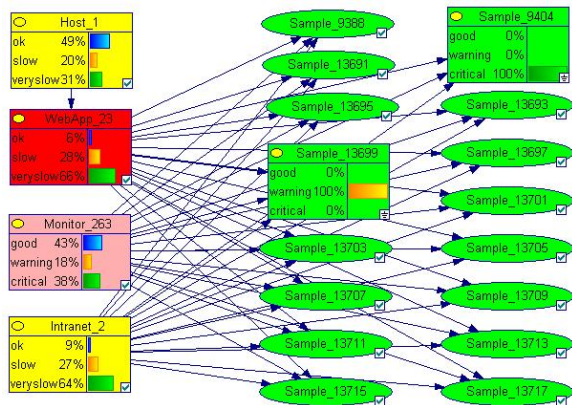 Host_1
ok 49%
slow 20%
veryslow 31%
WebApp_23
ok 6%
slow 28%
veryslow 66%
Monitor_263
good 43%
warning 18%
critical 38%
Intranet_2
ok 9%
slow 27%
veryslow 64%
Sample_9388
Sample_13691
Sample_13695
Sample_13699
good 0%
warning 100%
critical 0%
Sample_13703
Sample_13707
Sample_13711
Sample_13715
Sample_9404
good 0%
warning 0%
critical 100%
Sample_13693
Sample_13697
Sample_13701
Sample_13705
Sample_13709
Sample_13713
Sample_13717